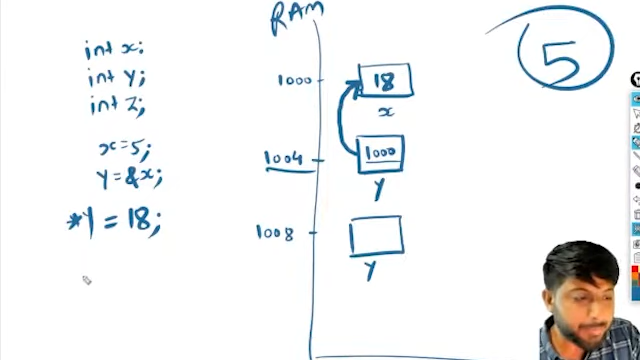 RAM
5
int x;
int y;
int z;
x=5;
y=&x;
*y = 18;
1000
18
x
1004
1000
y
1008
y